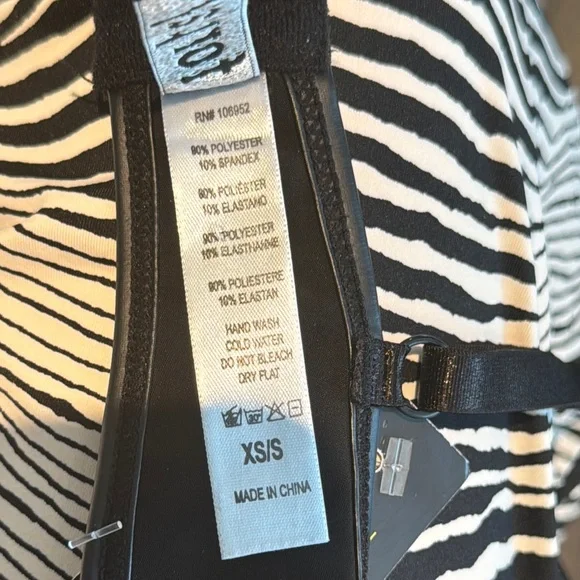 RN# 106952
90% POLYESTER
10% SPANDEX
90% POLIÉSTER
10% ELASTANO
90% POLYESTER
10% ELASTHANNE
90% POLIESTERE
10% ELASTAN
HAND WASH
COLD WATER
DO NOT BLEACH
DRY FLAT
XS/S
MADE IN CHINA